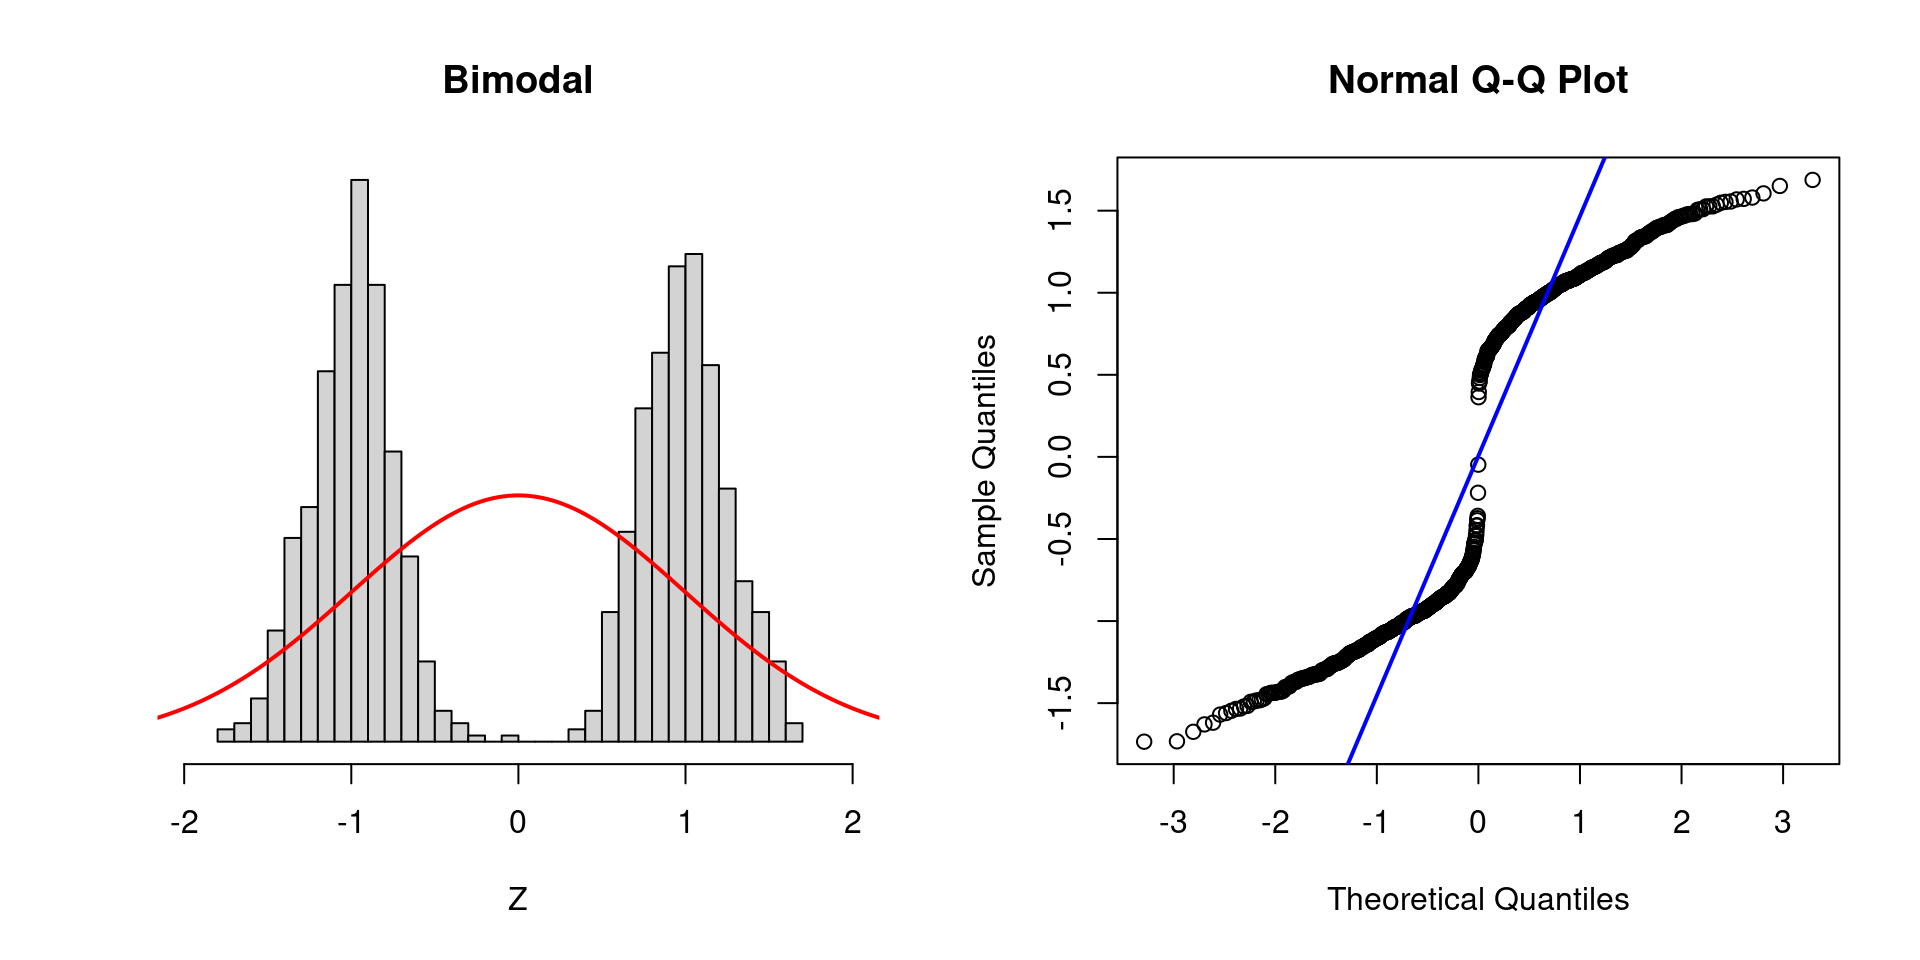 Bimodal
-2 -1 0 1 2
Z
Normal Q-Q Plot
Sample Quantiles
-1.5 -0.5 0.0 0.5 1.0 1.5
-3 -2 -1 0 1 2 3
Theoretical Quantiles